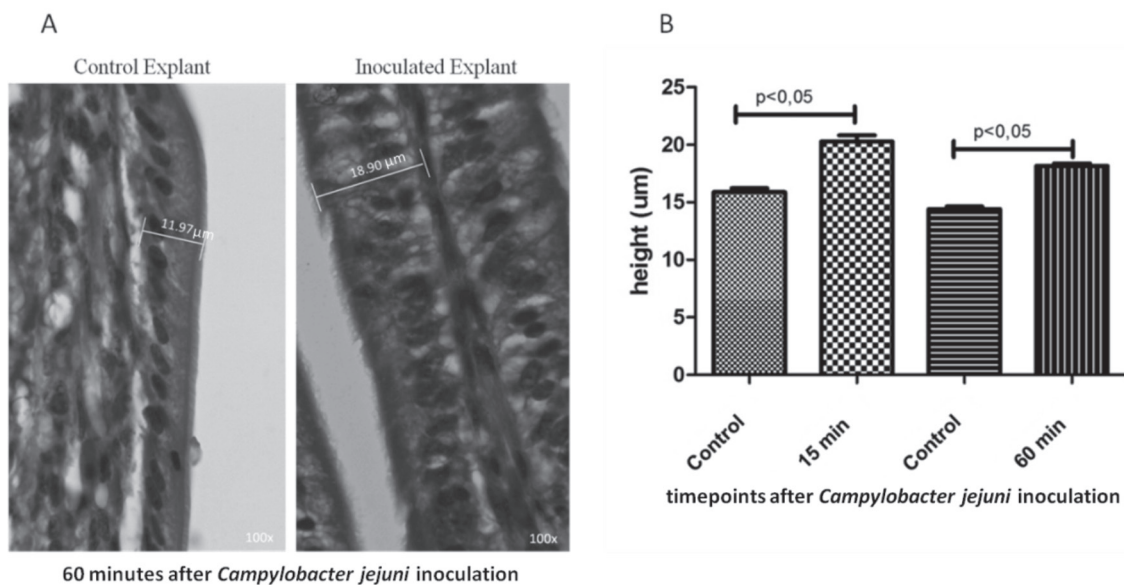 A
Control Explant
Inoculated Explant
11.97μm
18.90 μm
100x
100x
60 minutes after Campylobacter jejuni inoculation
B
height (um)
25
20
15
10
5
0
p<0,05
p<0,05
Control
15 min
Control
60 min
timepoints after Campylobacter jejuni inoculation